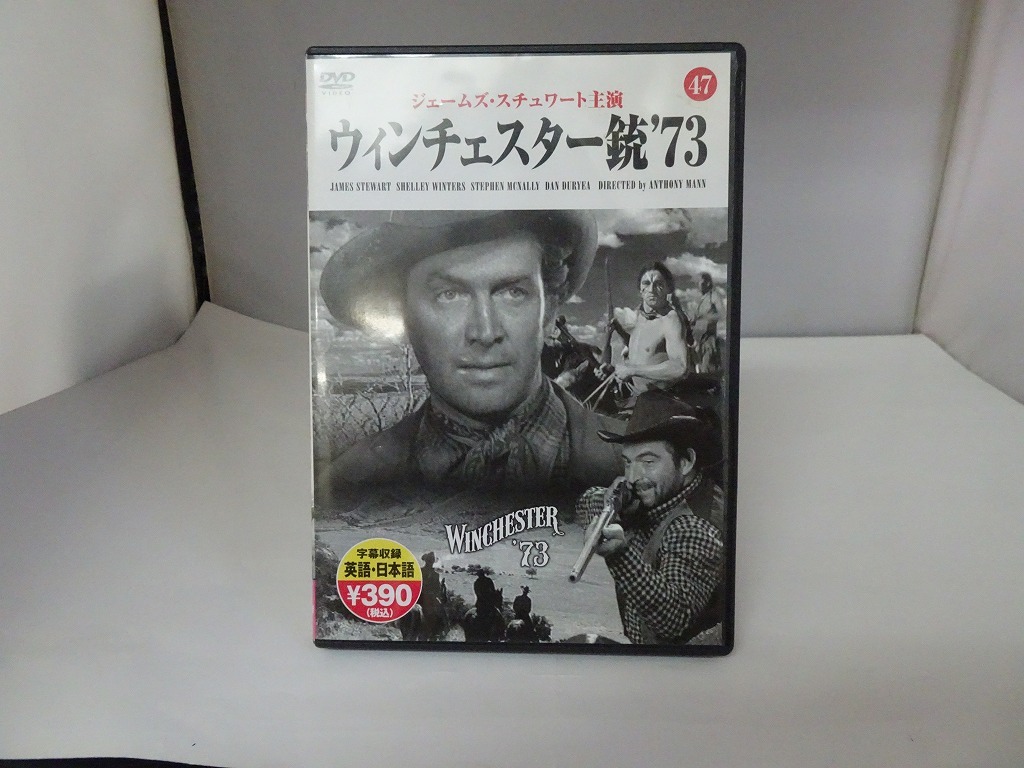 DVD
VIDEO
47
ジェームズ・スチュワート主演
ウィンチェスター銃'73
JAMES STEWART SHELLEY WINTERS STEPHEN MCNALLY DAN DURYEA DIRECTED by ANTHONY MANN
WINCHESTER
'73
字幕収録
英語・日本語
¥390
(税込)